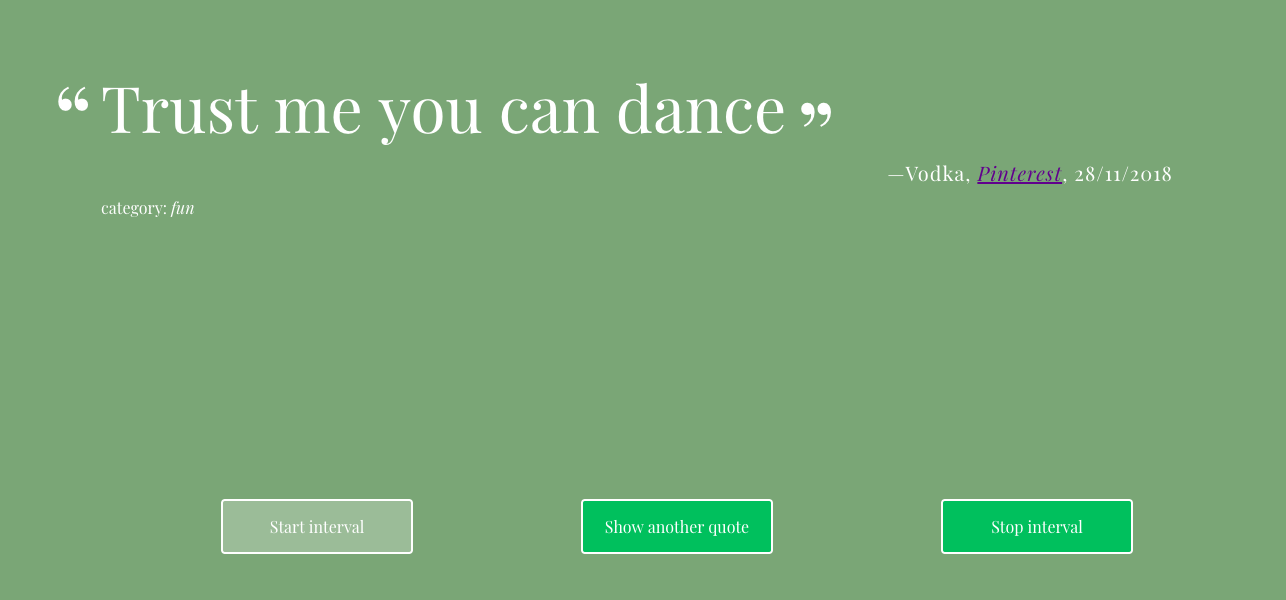 “ Trust me you can dance ”
—Vodka, Pinterest, 28/11/2018
category: fun
Start interval
Show another quote
Stop interval